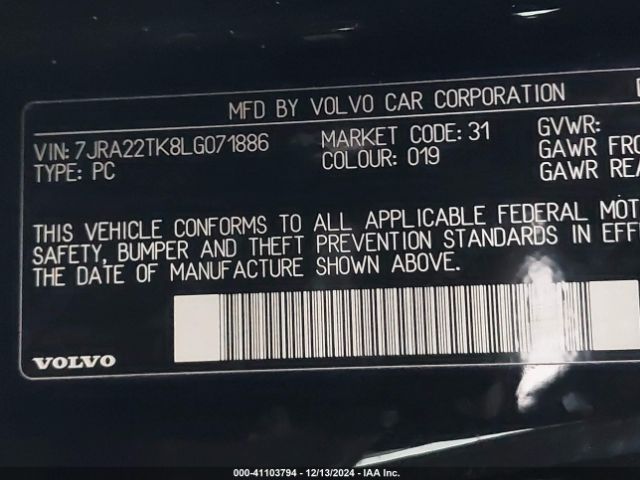 MFD BY VOLVO CAR CORPORATION
VIN: 7JRA22TK8LG071886 MARKET CODE: 31 GVWR:
TYPE: PC COLOUR: 019 GAWR FRO
GAWR REA
THIS VEHICLE CONFORMS TO ALL APPLICABLE FEDERAL MOT
SAFETY, BUMPER AND THEFT PREVENTION STANDARDS IN EFF
THE DATE OF MANUFACTURE SHOWN ABOVE.
VOLVO
000-41103794 - 12/13/2024 - IAA Inc.